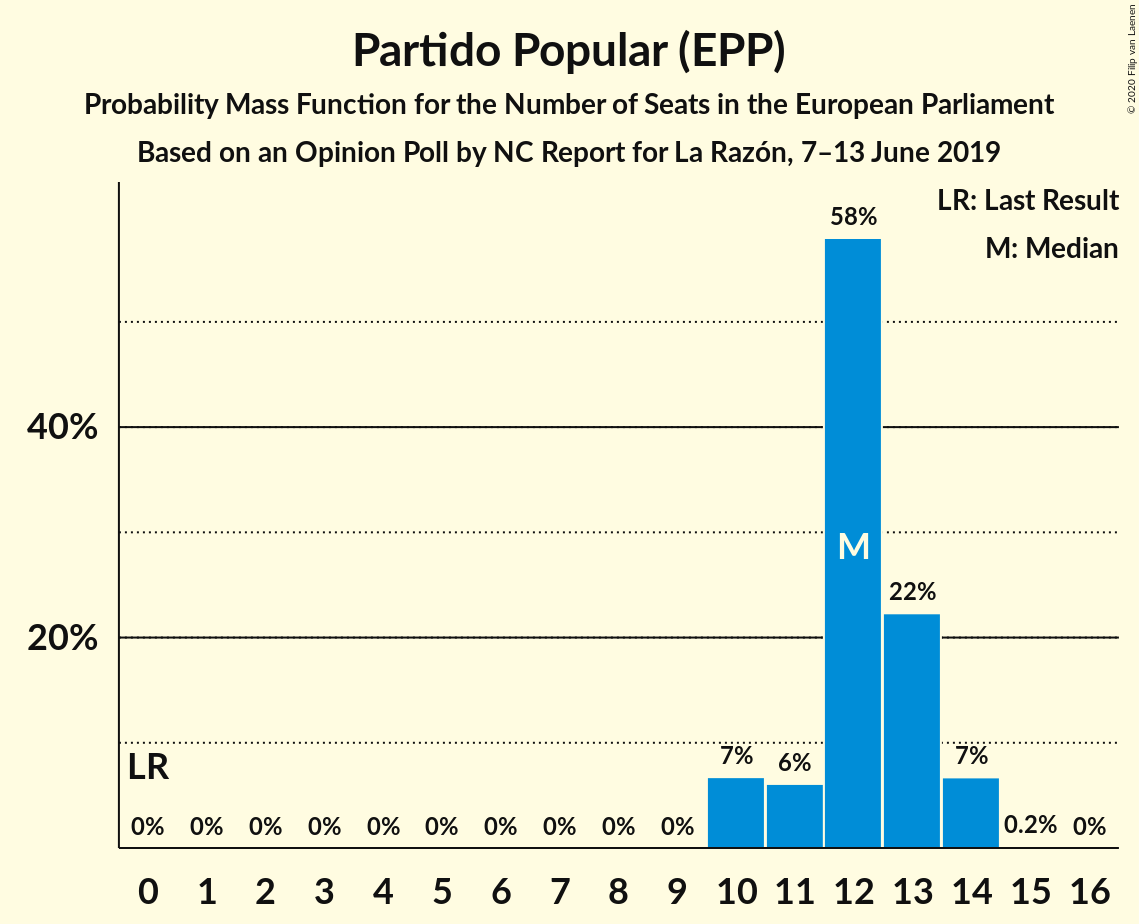 Partido Popular (EPP)
Probability Mass Function for the Number of Seats in the European Parliament
Based on an Opinion Poll by NC Report for La Razón, 7–13 June 2019
© 2020 Filip van Laenen
LR: Last Result
M: Median
58%
40%
M
22%
20%
LR
7%
6%
7%
0%
0%
0%
0%
0%
0%
0%
0%
0%
0%
0.2%
0%
0 1 2 3 4 5 6 7 8 9 10 11 12 13 14 15 16